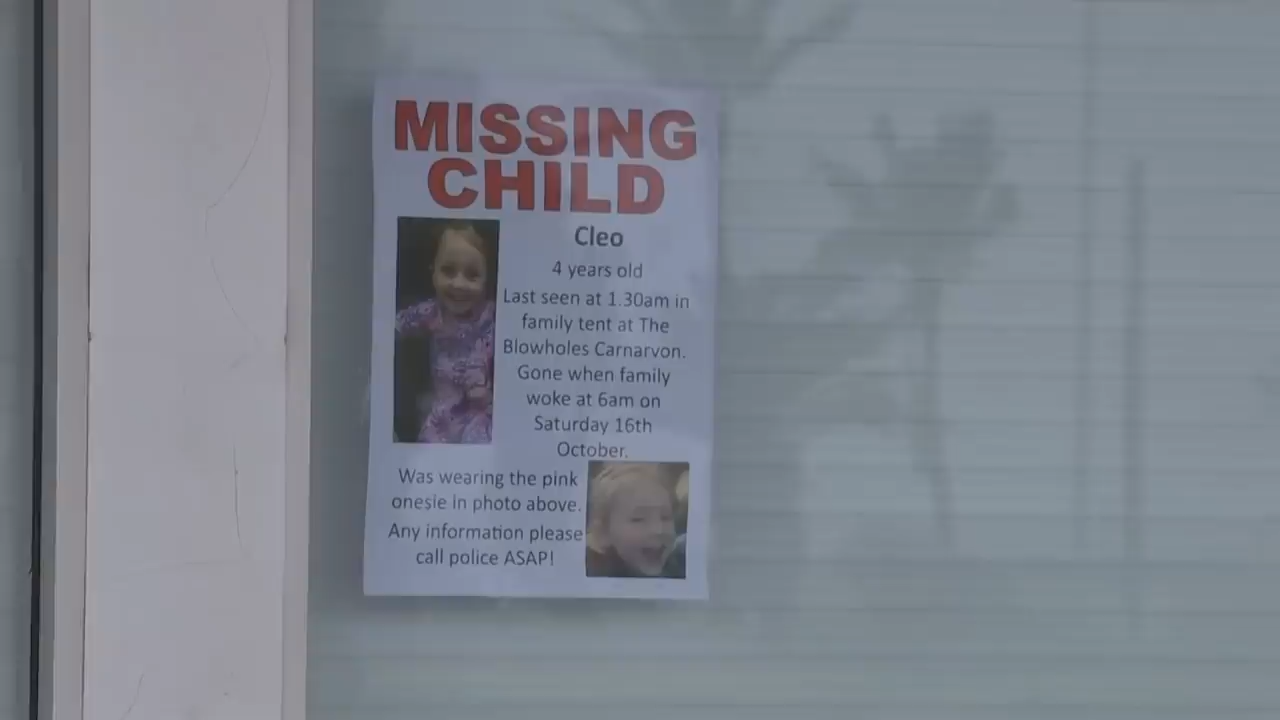 MISSING
CHILD
Cleo
4 years old
Last seen at 1.30am in
family tent at The
Blowholes Carnarvon.
Gone when family
woke at 6am on
Saturday 16th
October.
Was wearing the pink
onesie in photo above.
Any information please
call police ASAP!